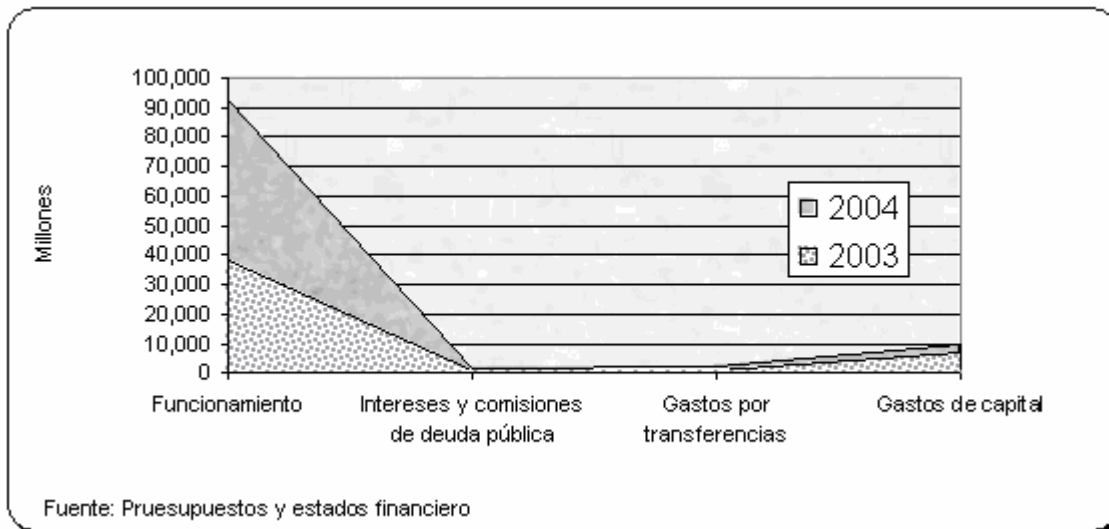 100,000
90,000
80,000
70,000
60,000
50,000
40,000
30,000
20,000
10,000
0
Millones
2004
2003
Funcionamiento
Intereses y comisiones
de deuda pública
Gastos por
transferencias
Gastos de capital
Fuente: Pruesupuestos y estados financiero